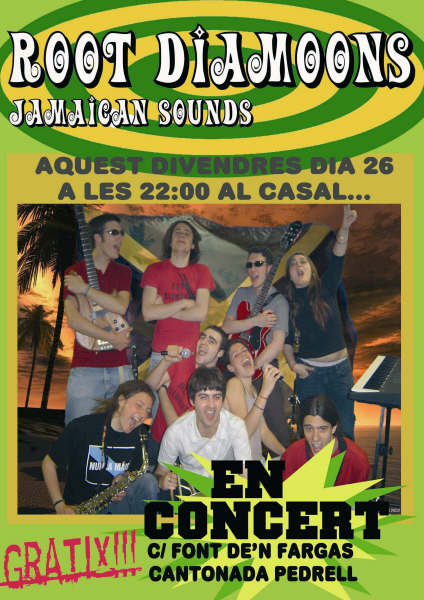 ROOT DiAMOONS
JAMAiCAN SOUNDS
AQUEST DIVENDRES DIA 26
A LES 22:00 AL CASAL...
EN
CONCERT
C/ FONT DE'N FARGAS
CANTONADA PEDRELL
GRATIX!!!